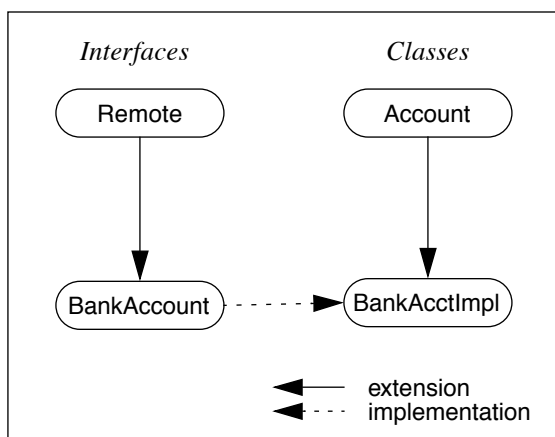 Interfaces Classes
Remote Account
BankAccount BankAcctImpl
extension
implementation